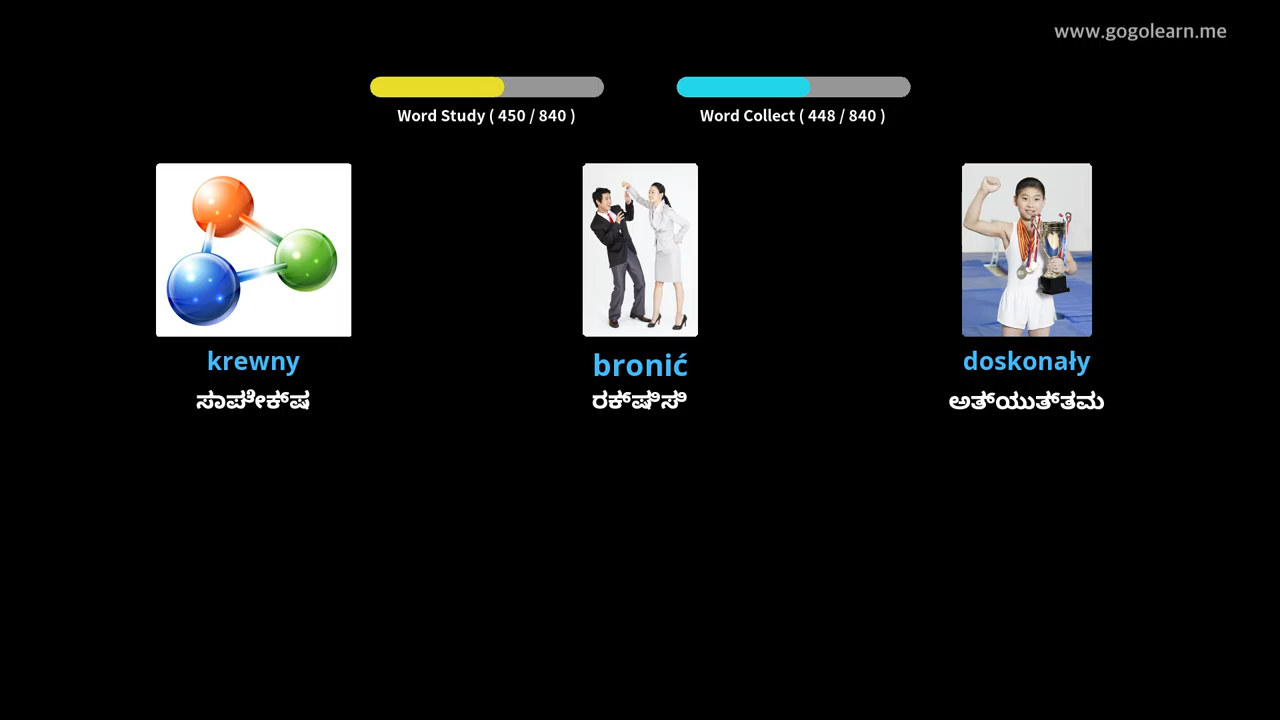 www.gogolearn.me
Word Study ( 450 / 840 )
Word Collect ( 448 / 840 )
krewny
bronić
doskonały
ಸಾಪೇಕ್‌ಷ
ರಕ್‌ಷಿಸಿ
ಅತ್‌ಯುತ್‌ತಮ